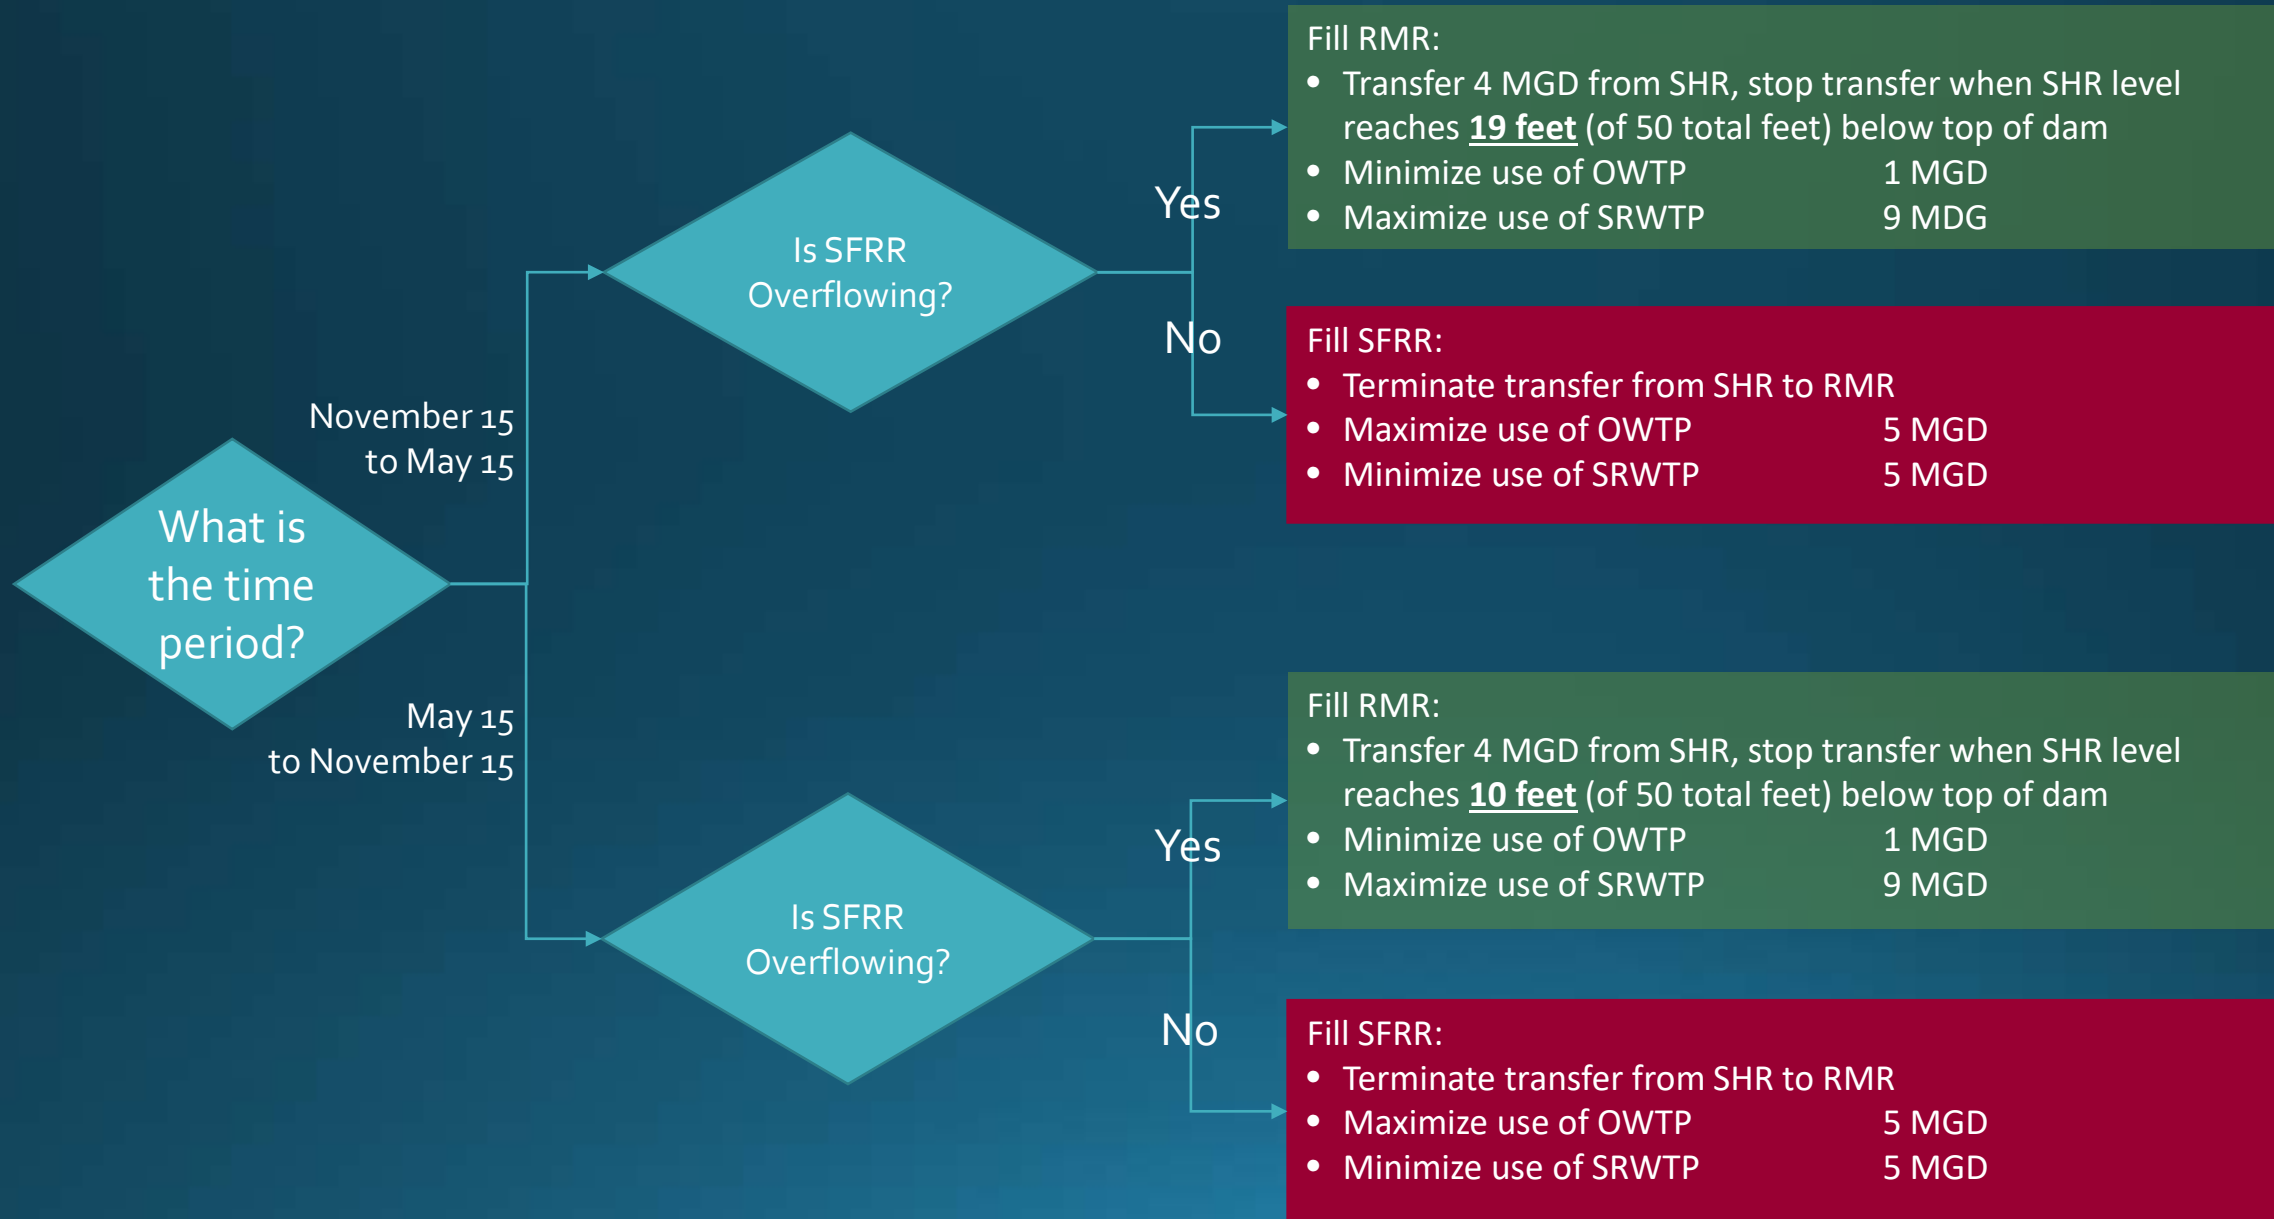 What is
the time
period?
November 15
to May 15
Is SFRR
Overflowing?
Yes
Fill RMR:
• Transfer 4 MGD from SHR, stop transfer when SHR level
reaches 19 feet (of 50 total feet) below top of dam
• Minimize use of OWTP 1 MGD
• Maximize use of SRWTP 9 MDG
No
Fill SFRR:
• Terminate transfer from SHR to RMR
• Maximize use of OWTP 5 MGD
• Minimize use of SRWTP 5 MGD
May 15
to November 15
Is SFRR
Overflowing?
Yes
Fill RMR:
• Transfer 4 MGD from SHR, stop transfer when SHR level
reaches 10 feet (of 50 total feet) below top of dam
• Minimize use of OWTP 1 MGD
• Maximize use of SRWTP 9 MGD
No
Fill SFRR:
• Terminate transfer from SHR to RMR
• Maximize use of OWTP 5 MGD
• Minimize use of SRWTP 5 MGD